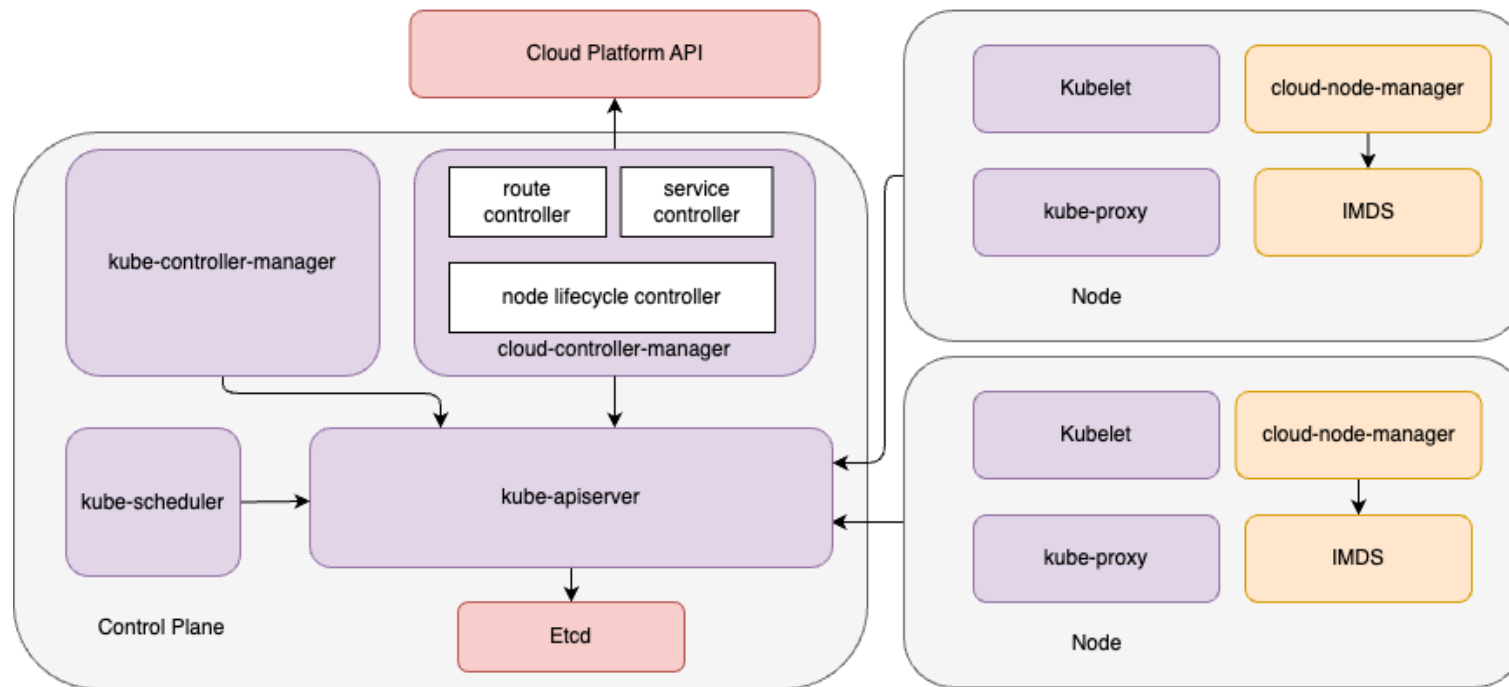 Cloud Platform API
kube-controller-manager
route
controller
service
controller
node lifecycle controller
cloud-controller-manager
kube-scheduler
kube-apiserver
Etcd
Control Plane
Kubelet
cloud-node-manager
kube-proxy
IMDS
Node
Kubelet
cloud-node-manager
kube-proxy
IMDS
Node